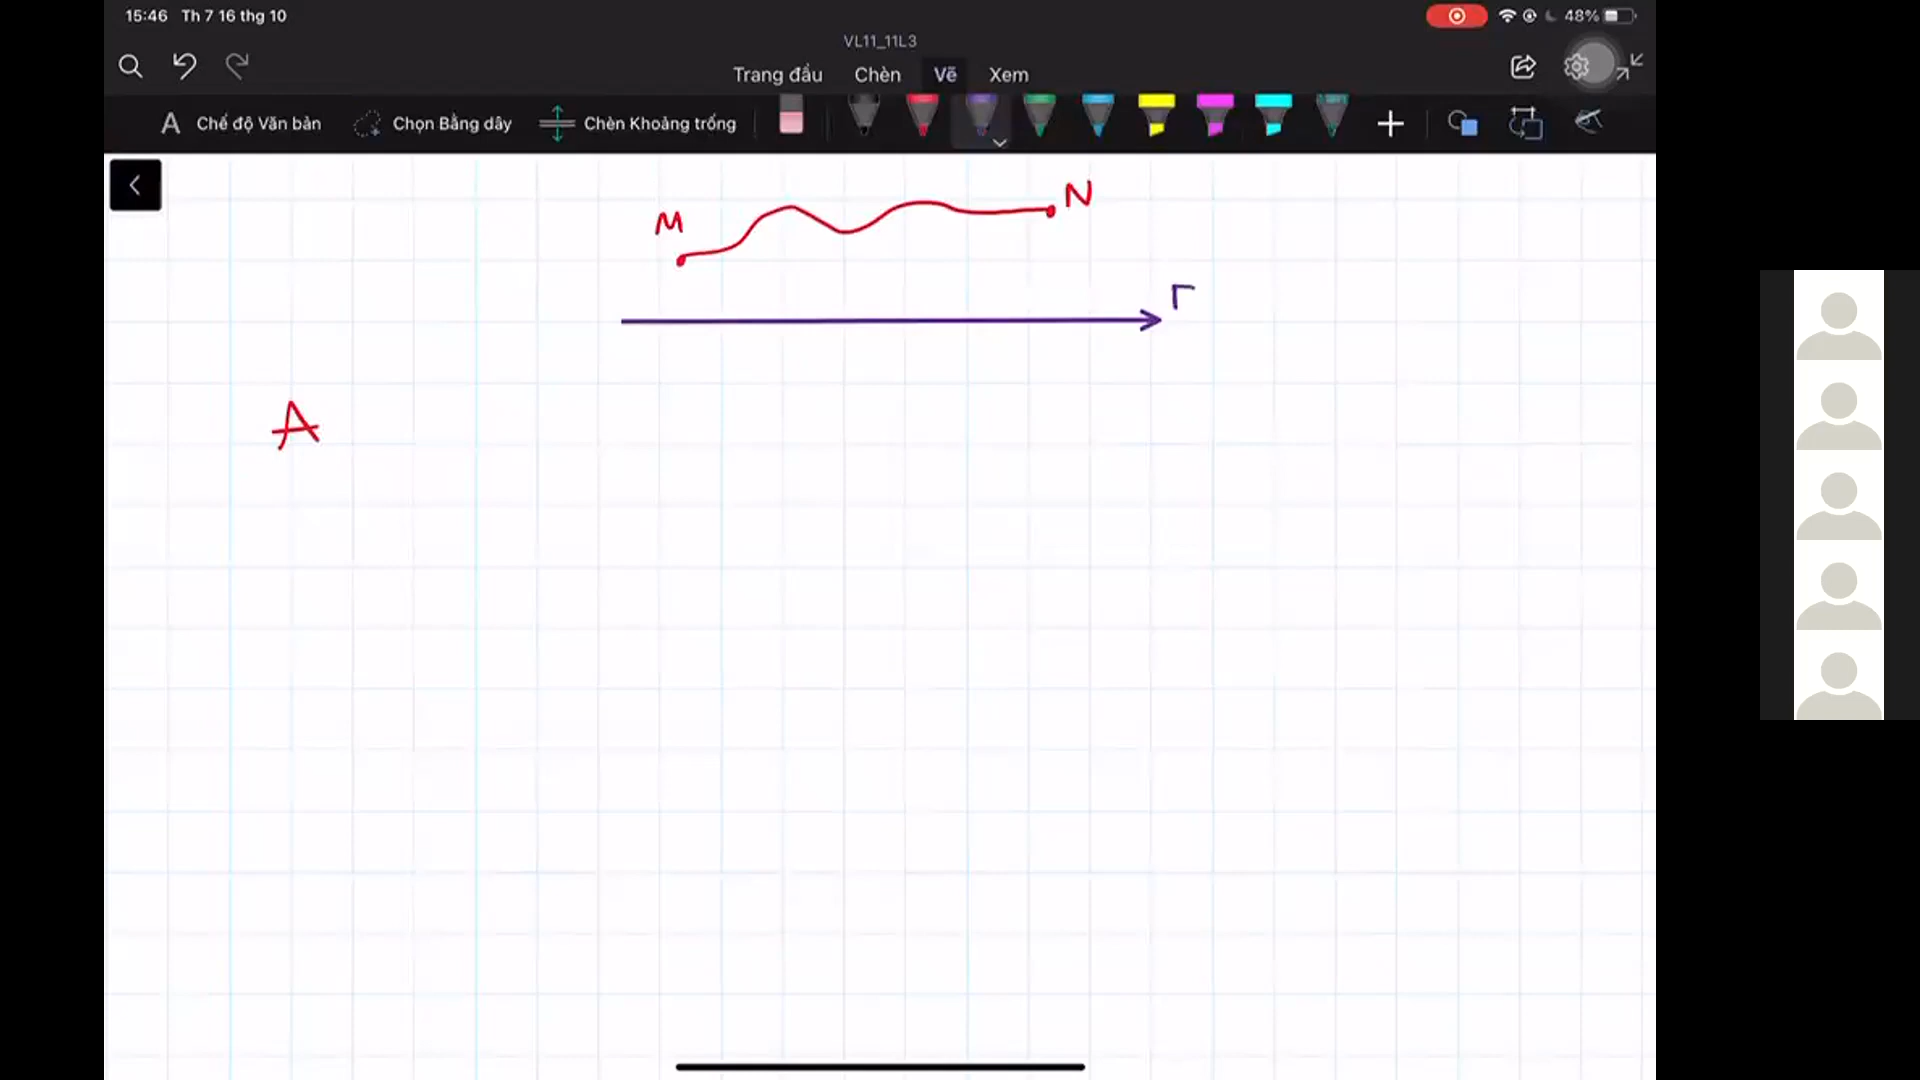 15:46 Th 7 16 thg 10
48%
VL11_11L3
Trang đầu Chèn Vẽ Xem
A Chế độ Văn bản Chọn Bằng dây Chèn Khoảng trống
N
M
A